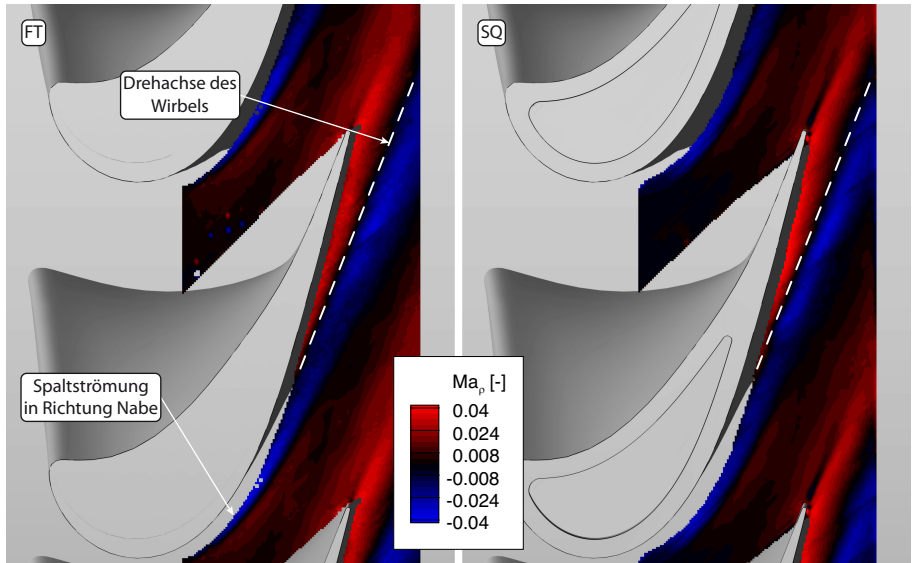 FT
SQ
Drehachse des
Wirbels
Spaltströmung
in Richtung Nabe
Maρ [-]
0.04
0.024
0.008
-0.008
-0.024
-0.04